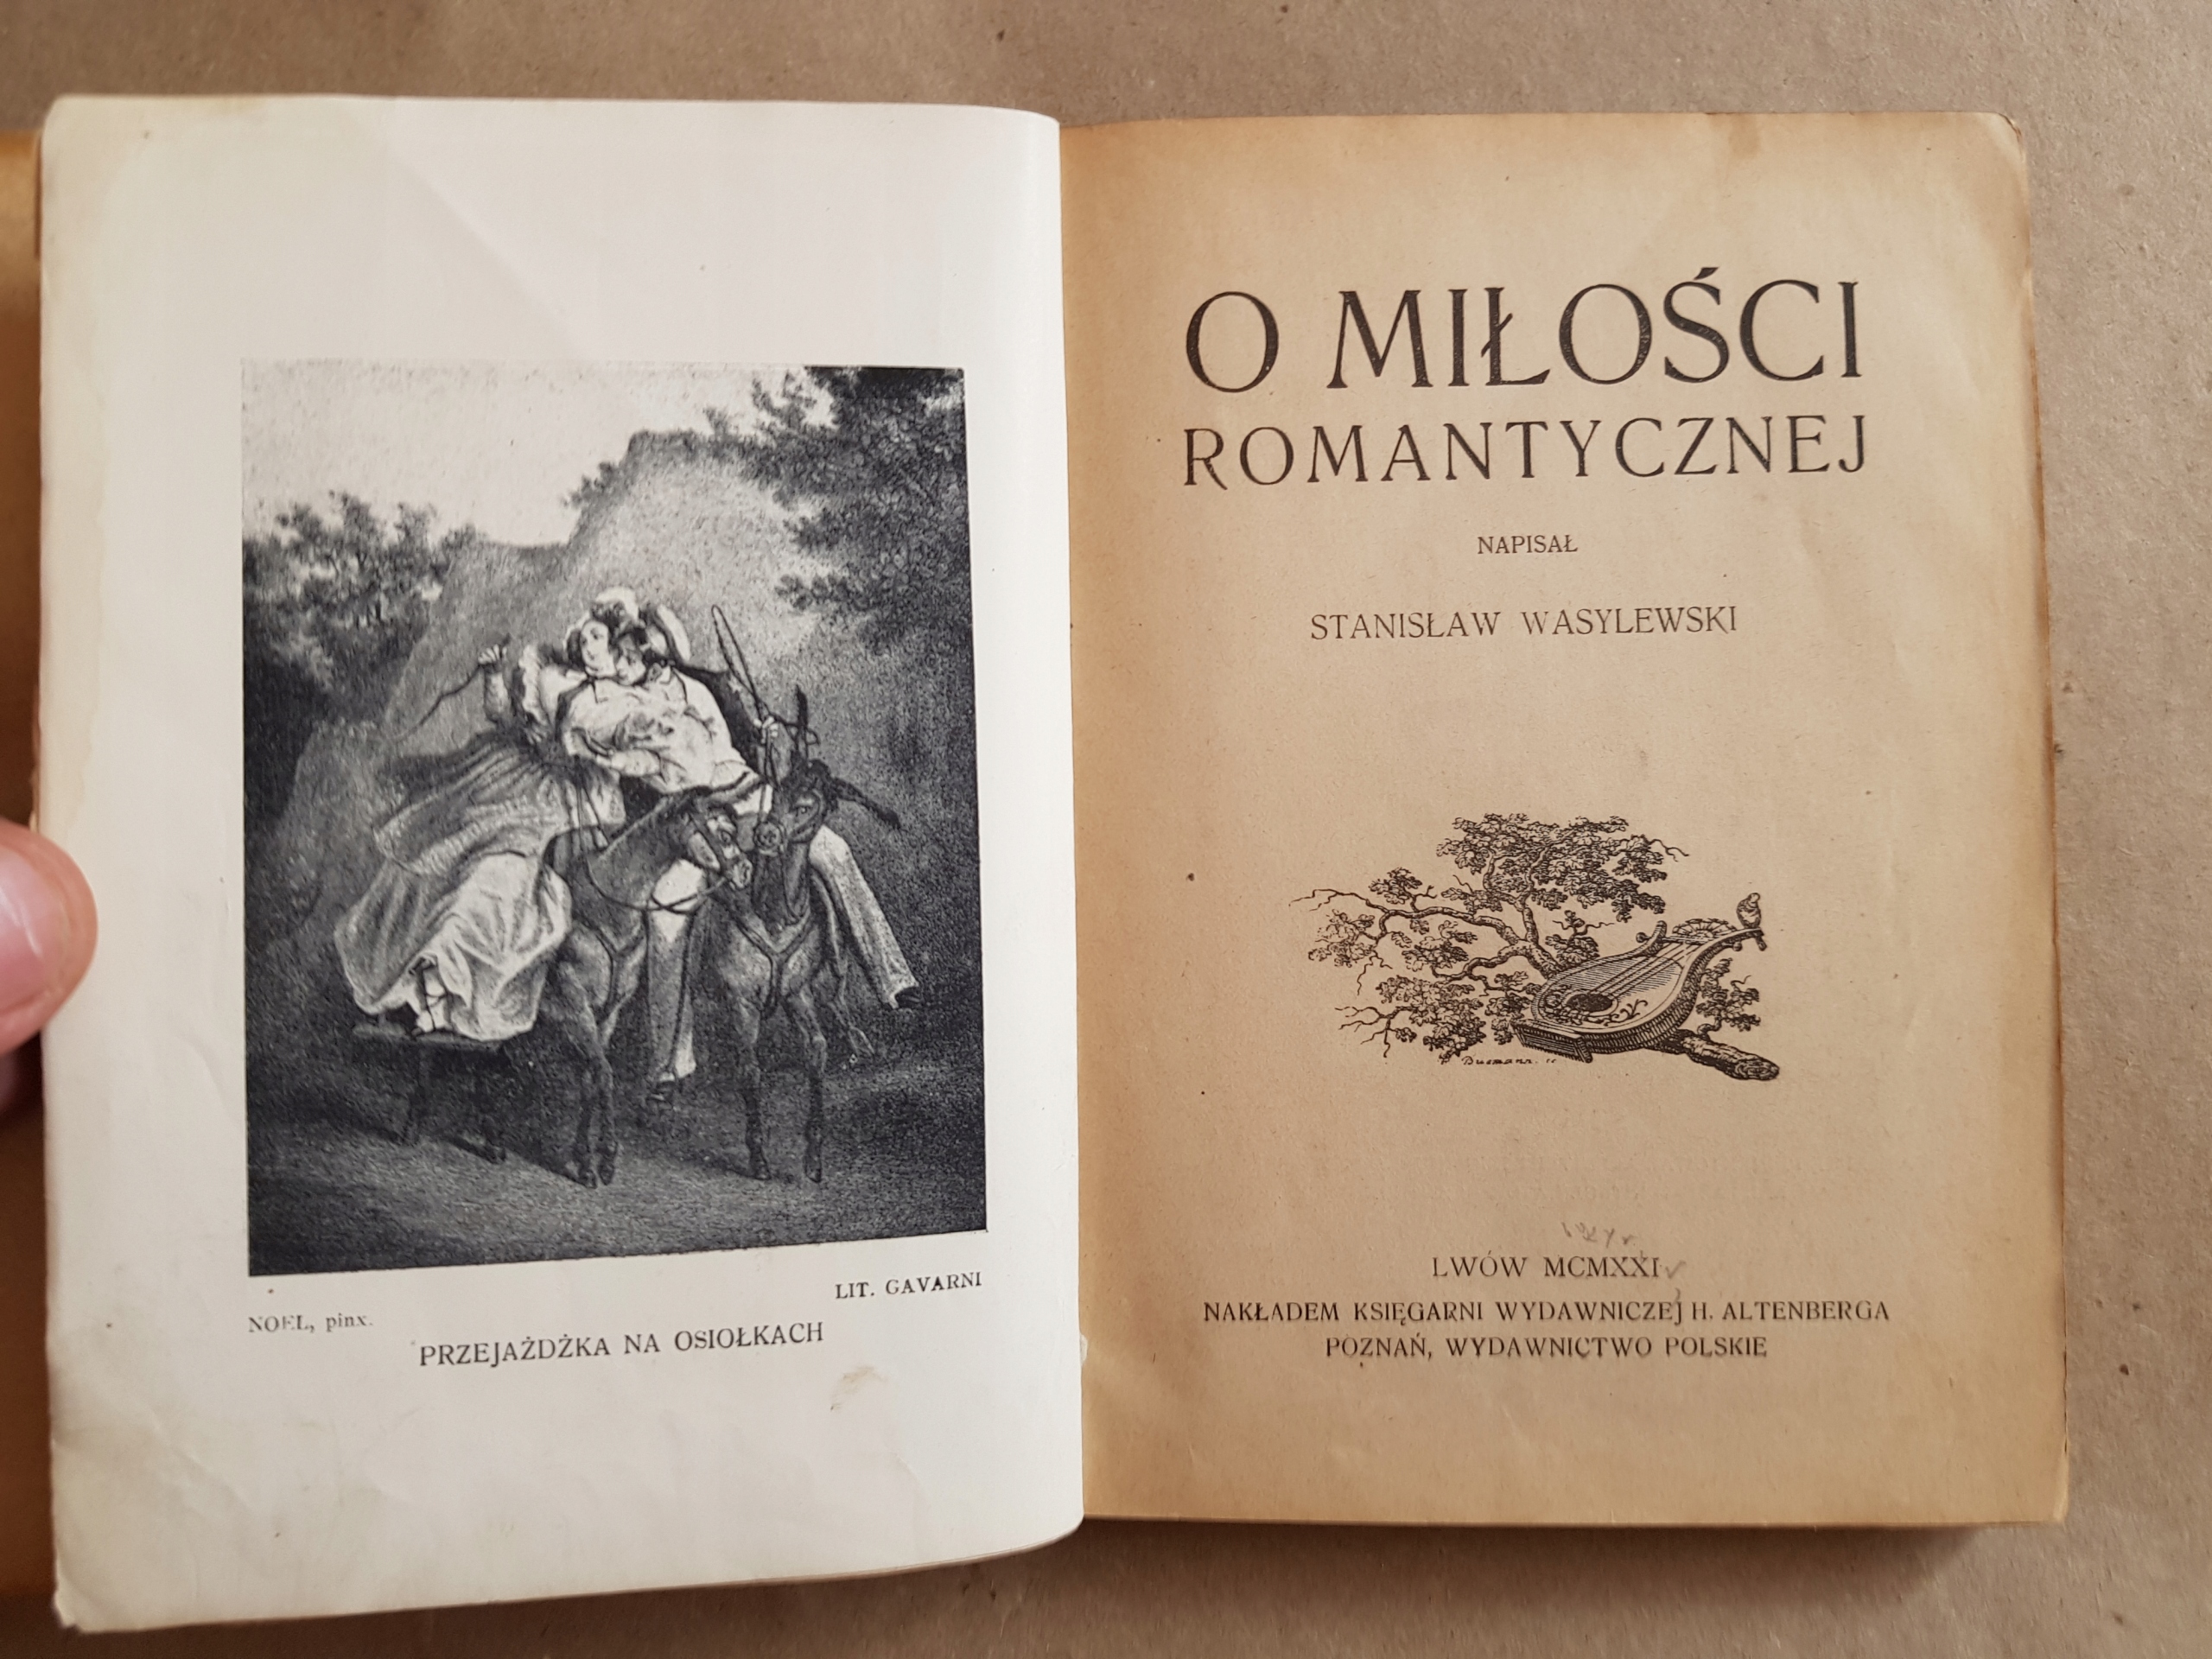 LIT. GAVARNI
NOEL, pinx.
PRZEJAŻDŻKA NA OSIOŁKACH
O MIŁOŚCI
ROMANTYCZNEJ
NAPISAŁ
STANISŁAW WASYLEWSKI
LWÓW MCMXXI
NAKŁADEM KSIĘGARNI WYDAWNICZEJ H. ALTENBERGA
POZNAŃ, WYDAWNICTWO POLSKIE